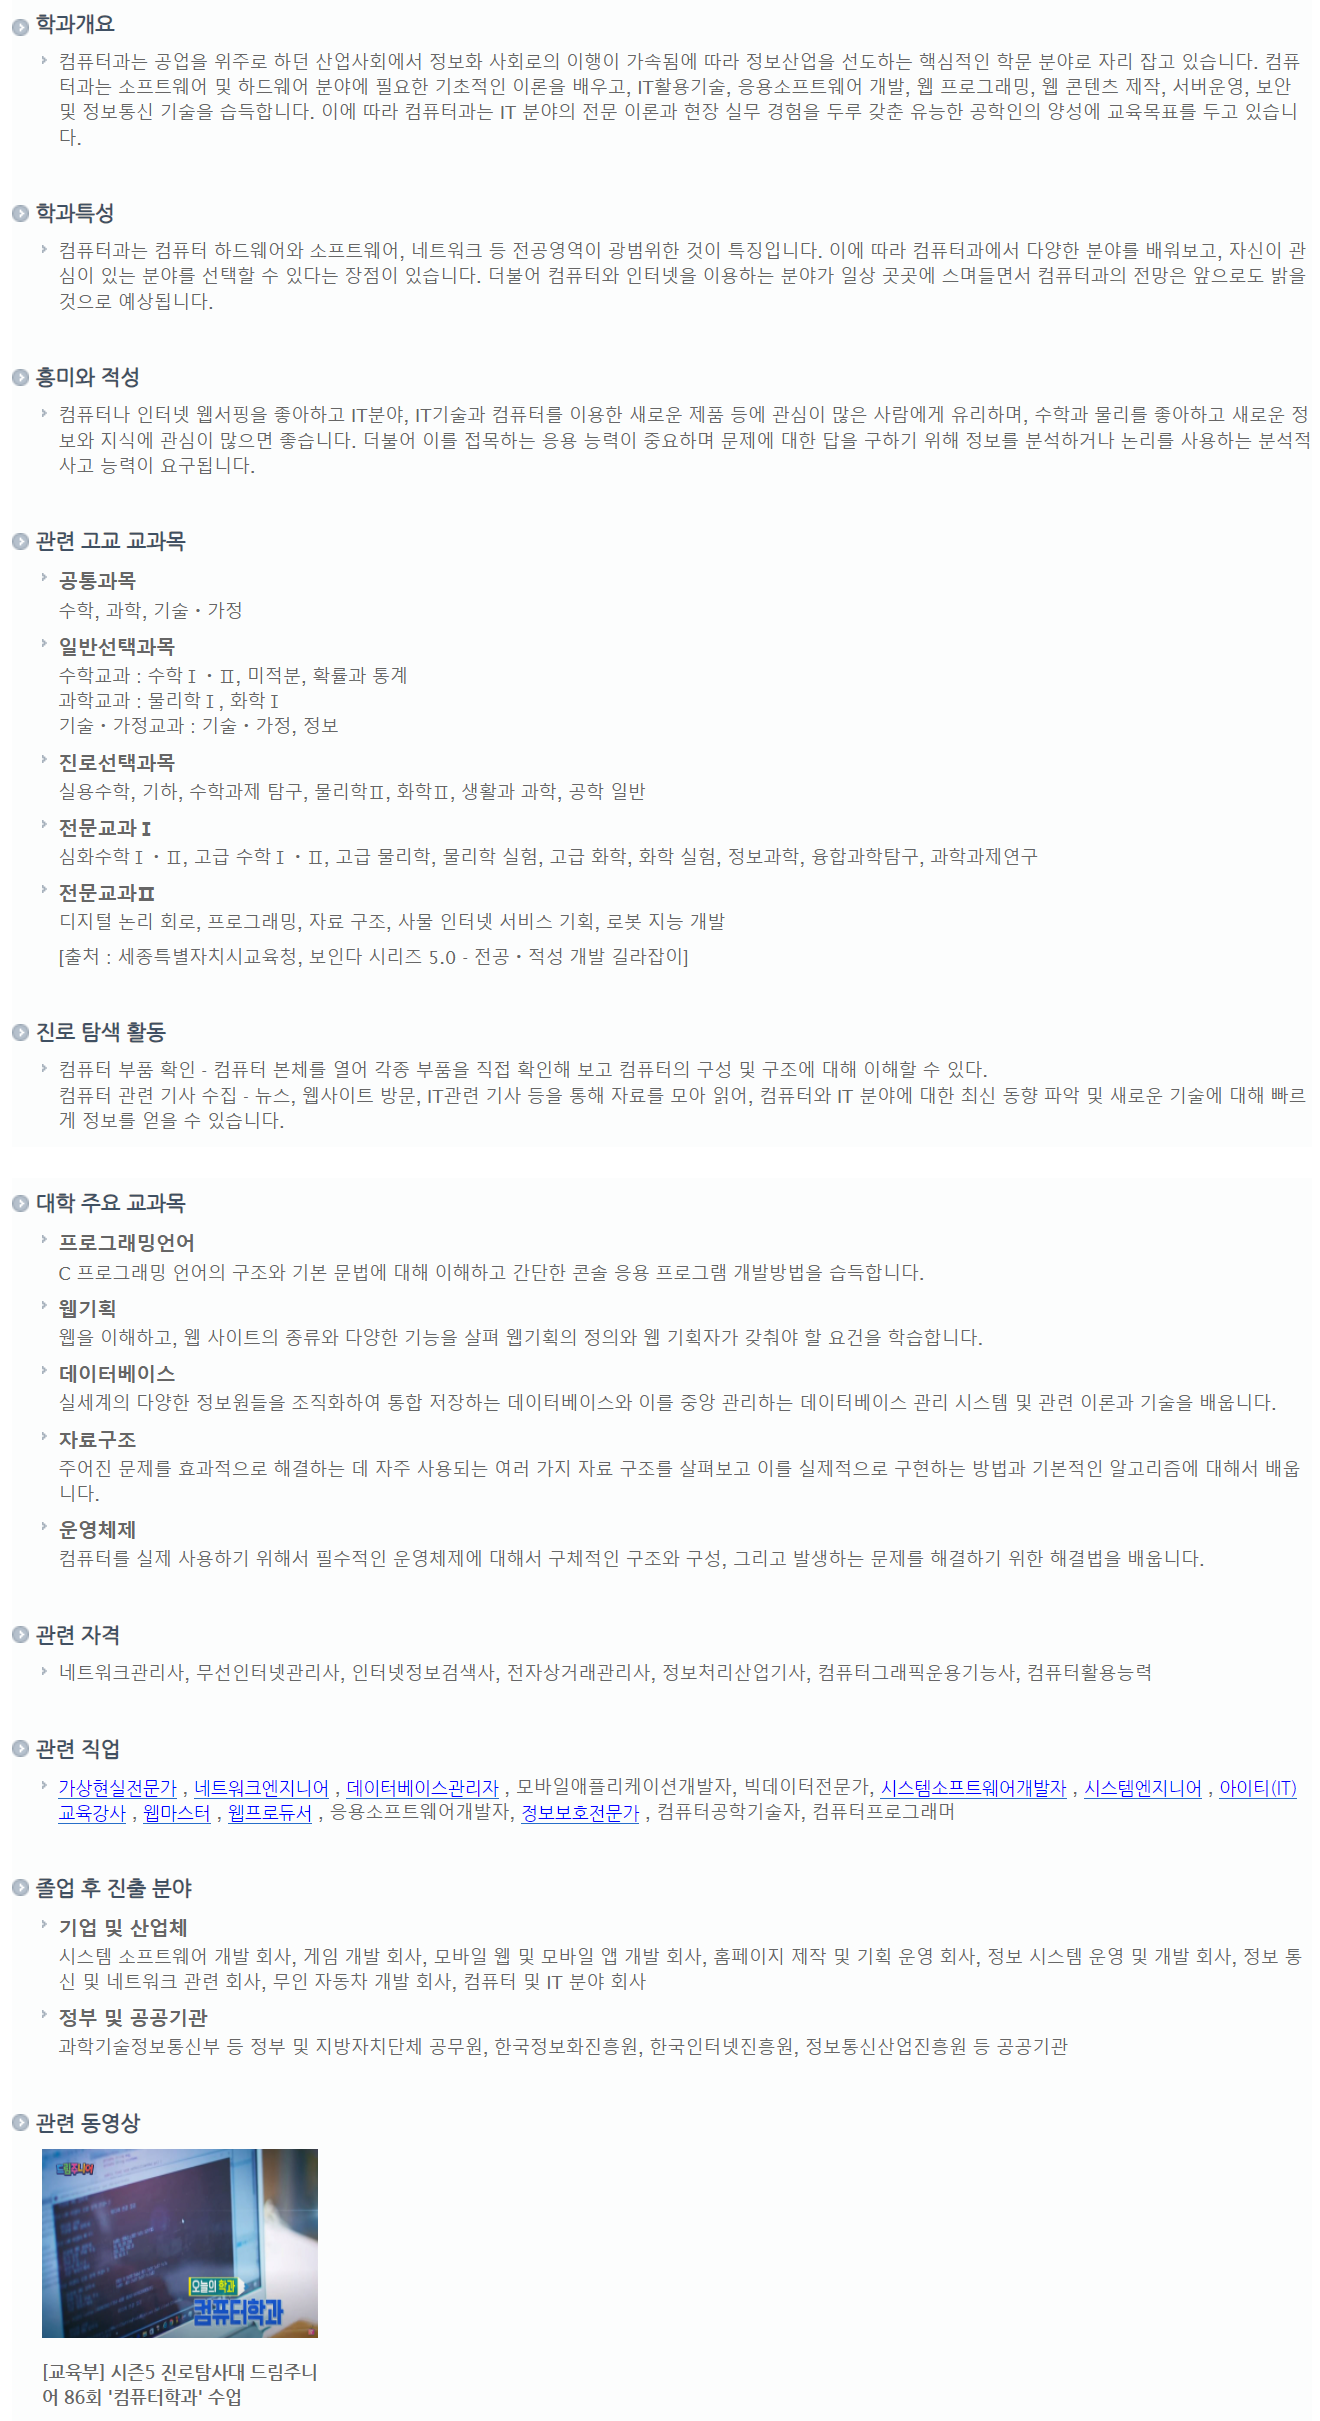 학과개요
컴퓨터과는 공업을 위주로 하던 산업사회에서 정보화 사회로의 이행이 가속됨에 따라 정보산업을 선도하는 핵심적인 학문 분야로 자리 잡고 있습니다. 컴퓨
터과는 소프트웨어 및 하드웨어 분야에 필요한 기초적인 이론을 배우고, IT활용기술, 응용소프트웨어 개발, 웹 프로그래밍, 웹 콘텐츠 제작, 서버운영, 보안
및 정보통신 기술을 습득합니다. 이에 따라 컴퓨터과는 IT 분야의 전문 이론과 현장 실무 경험을 두루 갖춘 유능한 공학인의 양성에 교육목표를 두고 있습니
다.
학과특성
컴퓨터과는 컴퓨터 하드웨어와 소프트웨어, 네트워크 등 전공영역이 광범위한 것이 특징입니다. 이에 따라 컴퓨터과에서 다양한 분야를 배워보고, 자신이 관
심이 있는 분야를 선택할 수 있다는 장점이 있습니다. 더불어 컴퓨터와 인터넷을 이용하는 분야가 일상 곳곳에 스며들면서 컴퓨터과의 전망은 앞으로도 밝을
것으로 예상됩니다.
흥미와 적성
컴퓨터나 인터넷 웹서핑을 좋아하고 IT분야, IT기술과 컴퓨터를 이용한 새로운 제품 등에 관심이 많은 사람에게 유리하며, 수학과 물리를 좋아하고 새로운 정
보와 지식에 관심이 많으면 좋습니다. 더불어 이를 접목하는 응용 능력이 중요하며 문제에 대한 답을 구하기 위해 정보를 분석하거나 논리를 사용하는 분석적
사고 능력이 요구됩니다.
관련 고교 교과목
공통과목
수학, 과학, 기술・가정
일반선택과목
수학교과 : 수학Ⅰ・Ⅱ, 미적분, 확률과 통계
과학교과 : 물리학Ⅰ, 화학Ⅰ
기술・가정교과 : 기술・가정, 정보
진로선택과목
실용수학, 기하, 수학과제 탐구, 물리학Ⅱ, 화학Ⅱ, 생활과 과학, 공학 일반
전문교과Ⅰ
심화수학Ⅰ・Ⅱ, 고급 수학Ⅰ・Ⅱ, 고급 물리학, 물리학 실험, 고급 화학, 화학 실험, 정보과학, 융합과학탐구, 과학과제연구
전문교과Ⅱ
디지털 논리 회로, 프로그래밍, 자료 구조, 사물 인터넷 서비스 기획, 로봇 지능 개발
[출처 : 세종특별자치시교육청, 보인다 시리즈 5.0 - 전공・적성 개발 길라잡이]
진로 탐색 활동
컴퓨터 부품 확인 - 컴퓨터 본체를 열어 각종 부품을 직접 확인해 보고 컴퓨터의 구성 및 구조에 대해 이해할 수 있다.
컴퓨터 관련 기사 수집 - 뉴스, 웹사이트 방문, IT관련 기사 등을 통해 자료를 모아 읽어, 컴퓨터와 IT 분야에 대한 최신 동향 파악 및 새로운 기술에 대해 빠르
게 정보를 얻을 수 있습니다.
대학 주요 교과목
프로그래밍언어
C 프로그래밍 언어의 구조와 기본 문법에 대해 이해하고 간단한 콘솔 응용 프로그램 개발방법을 습득합니다.
웹기획
웹을 이해하고, 웹 사이트의 종류와 다양한 기능을 살펴 웹기획의 정의와 웹 기획자가 갖춰야 할 요건을 학습합니다.
데이터베이스
실세계의 다양한 정보원들을 조직화하여 통합 저장하는 데이터베이스와 이를 중앙 관리하는 데이터베이스 관리 시스템 및 관련 이론과 기술을 배웁니다.
자료구조
주어진 문제를 효과적으로 해결하는 데 자주 사용되는 여러 가지 자료 구조를 살펴보고 이를 실제적으로 구현하는 방법과 기본적인 알고리즘에 대해서 배웁
니다.
운영체제
컴퓨터를 실제 사용하기 위해서 필수적인 운영체제에 대해서 구체적인 구조와 구성, 그리고 발생하는 문제를 해결하기 위한 해결법을 배웁니다.
관련 자격
네트워크관리사, 무선인터넷관리사, 인터넷정보검색사, 전자상거래관리사, 정보처리산업기사, 컴퓨터그래픽운용기능사, 컴퓨터활용능력
관련 직업
가상현실전문가 , 네트워크엔지니어 , 데이터베이스관리자 , 모바일애플리케이션개발자, 빅데이터전문가, 시스템소프트웨어개발자 , 시스템엔지니어 , 아이티(IT)
교육강사 , 웹마스터 , 웹프로듀서 , 응용소프트웨어개발자, 정보보호전문가 , 컴퓨터공학기술자, 컴퓨터프로그래머
졸업 후 진출 분야
기업 및 산업체
시스템 소프트웨어 개발 회사, 게임 개발 회사, 모바일 웹 및 모바일 앱 개발 회사, 홈페이지 제작 및 기획 운영 회사, 정보 시스템 운영 및 개발 회사, 정보 통
신 및 네트워크 관련 회사, 무인 자동차 개발 회사, 컴퓨터 및 IT 분야 회사
정부 및 공공기관
과학기술정보통신부 등 정부 및 지방자치단체 공무원, 한국정보화진흥원, 한국인터넷진흥원, 정보통신산업진흥원 등 공공기관
관련 동영상
드림주니어
오늘의 학과
컴퓨터학과
[교육부] 시즌5 진로탐사대 드림주니
어 86회 '컴퓨터학과' 수업